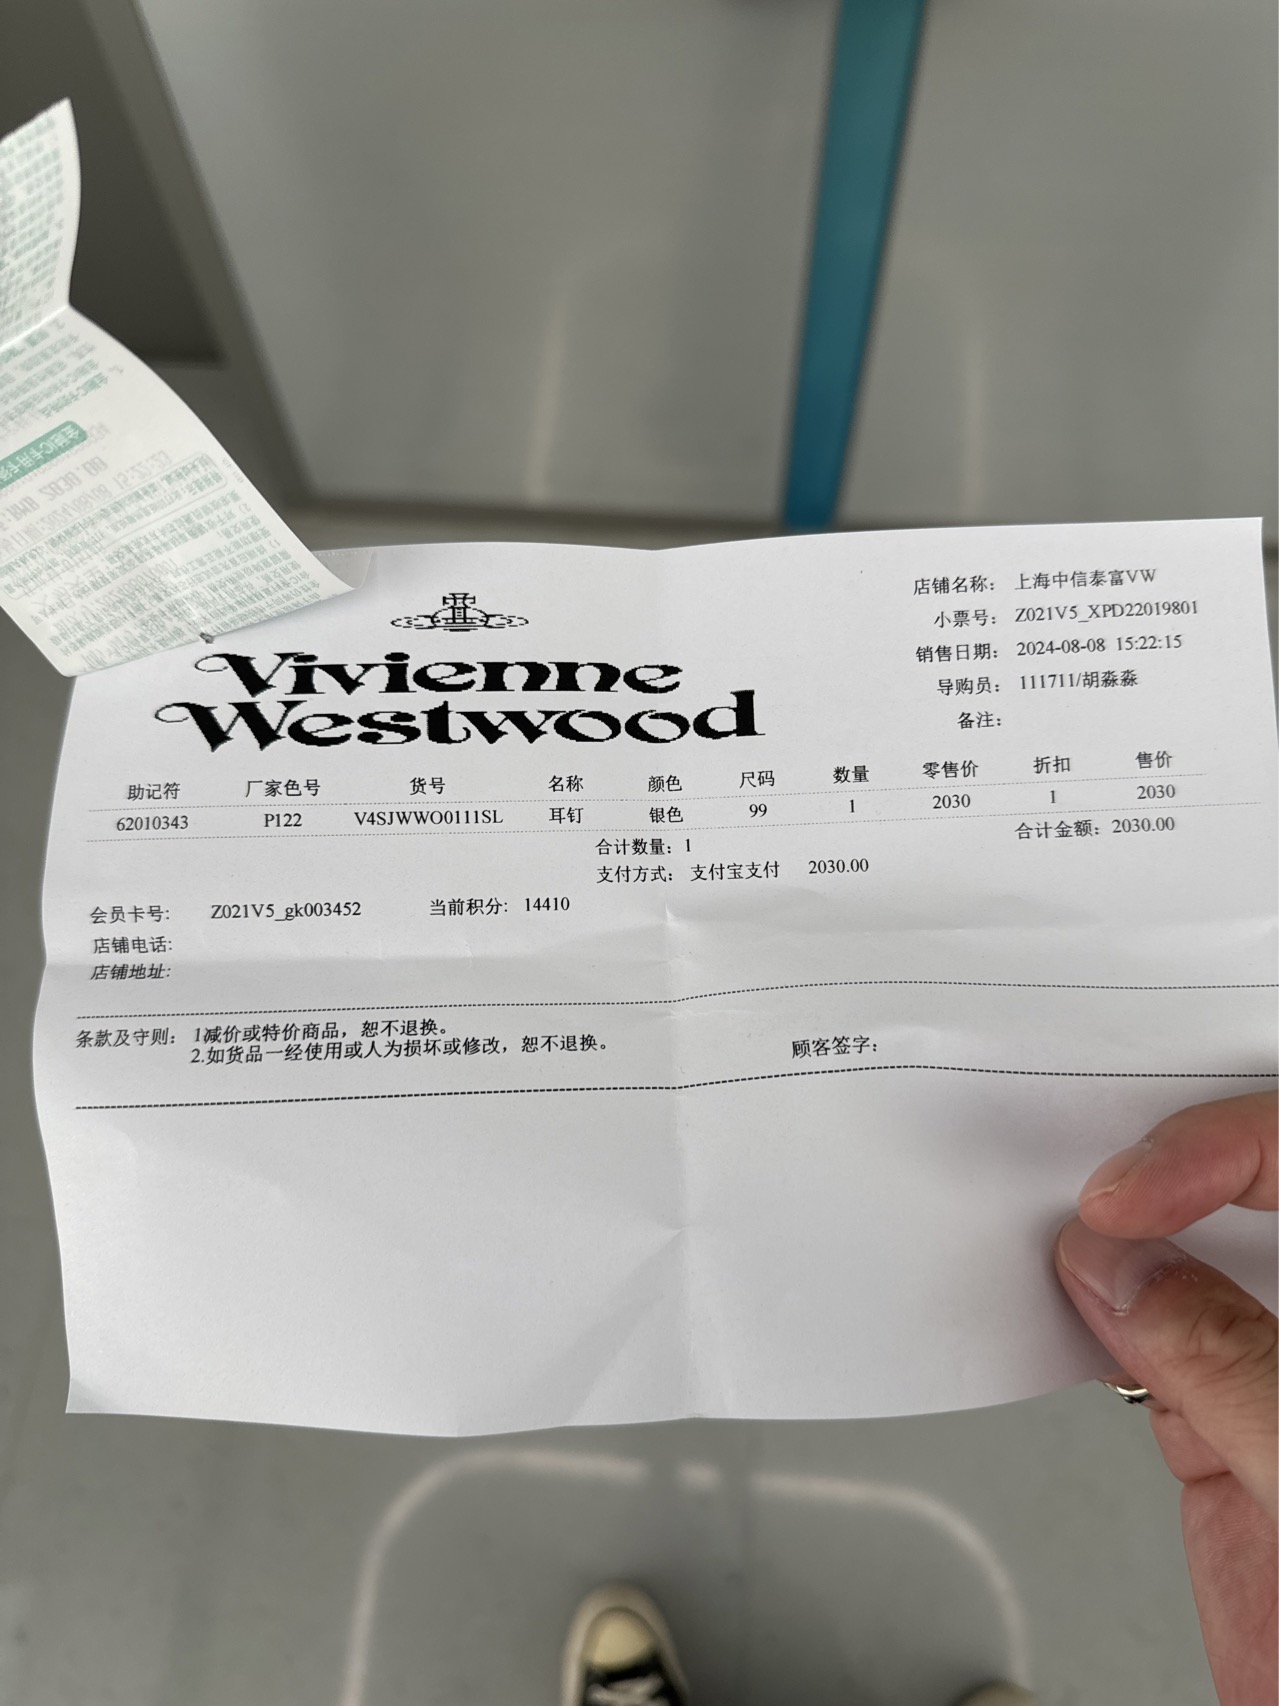 Vivienne
Westwood
店铺名称： 上海中信泰富VW
小票号： Z021V5_XPD22019801
销售日期： 2024-08-08 15:22:15
导购员： 111711/胡淼淼
备注：
助记符 厂家色号 货号 名称 颜色 尺码 数量 零售价 折扣 售价
62010343 P122 V4SJWWO0111SL 耳钉 银色 99 1 2030 1 2030
合计数量：1 合计金额：2030.00
支付方式： 支付宝支付 2030.00
会员卡号: Z021V5_gk003452 当前积分: 14410
店铺电话:
店铺地址:
条款及守则： 1减价或特价商品，恕不退换。
2.如货品一经使用或人为损坏或修改，恕不退换。
顾客签字：